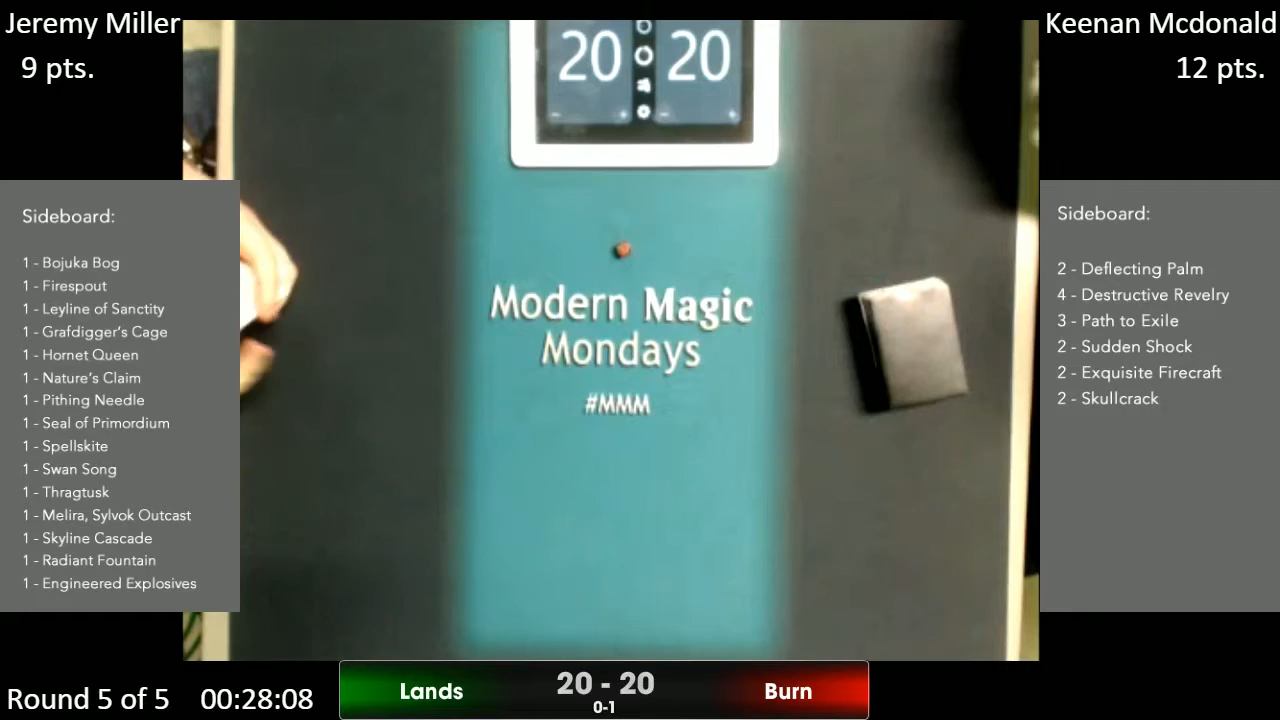 Jeremy Miller
9 pts.
Keenan Mcdonald
12 pts.
20 20
Sideboard:
1 - Bojuka Bog
1 - Firespout
1 - Leyline of Sanctity
1 - Grafdigger's Cage
1 - Hornet Queen
1 - Nature's Claim
1 - Pithing Needle
1 - Seal of Primordium
1 - Spellskite
1 - Swan Song
1 - Thragtusk
1 - Melira, Sylvok Outcast
1 - Skyline Cascade
1 - Radiant Fountain
1 - Engineered Explosives
Modern Magic
Mondays
#MMM
Sideboard:
2 - Deflecting Palm
4 - Destructive Revelry
3 - Path to Exile
2 - Sudden Shock
2 - Exquisite Firecraft
2 - Skullcrack
Round 5 of 5 00:28:08
Lands 20 - 20 Burn
0-1